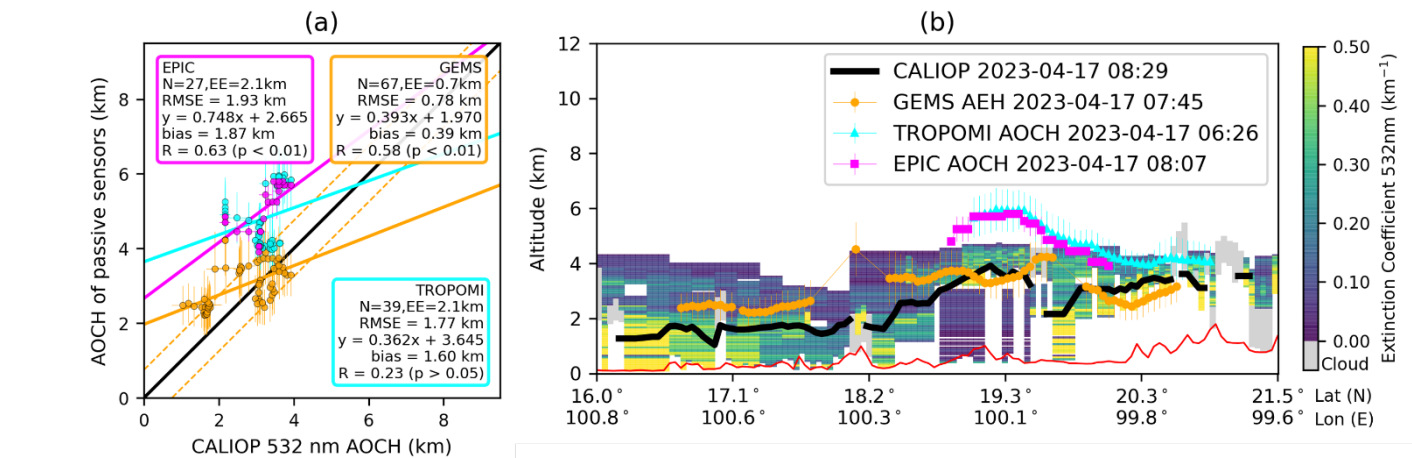 (a)
(b)
EPIC
N=27,EE=2.1km
RMSE = 1.93 km
y = 0.748x + 2.665
bias = 1.87 km
R = 0.63 (p < 0.01)
GEMS
N=67,EE=0.7km
RMSE = 0.78 km
y = 0.393x + 1.970
bias = 0.39 km
R = 0.58 (p < 0.01)
TROPOMI
N=39,EE=2.1km
RMSE = 1.77 km
y = 0.362x + 3.645
bias = 1.60 km
R = 0.23 (p > 0.05)
AOCH of passive sensors (km)
8
6
4
2
0
0 2 4 6 8
CALIOP 532 nm AOCH (km)
Altitude (km)
12
10
8
6
4
2
0
CALIOP 2023-04-17 08:29
GEMS AEH 2023-04-17 07:45
TROPOMI AOCH 2023-04-17 06:26
EPIC AOCH 2023-04-17 08:07
16.0° 17.1° 18.2° 19.3° 20.3° 21.5° Lat (N)
100.8° 100.6° 100.3° 100.1° 99.8° 99.6° Lon (E)
0.50
0.40
0.30
0.20
0.10
0.00
Cloud
Extinction Coefficient 532nm (km⁻¹)